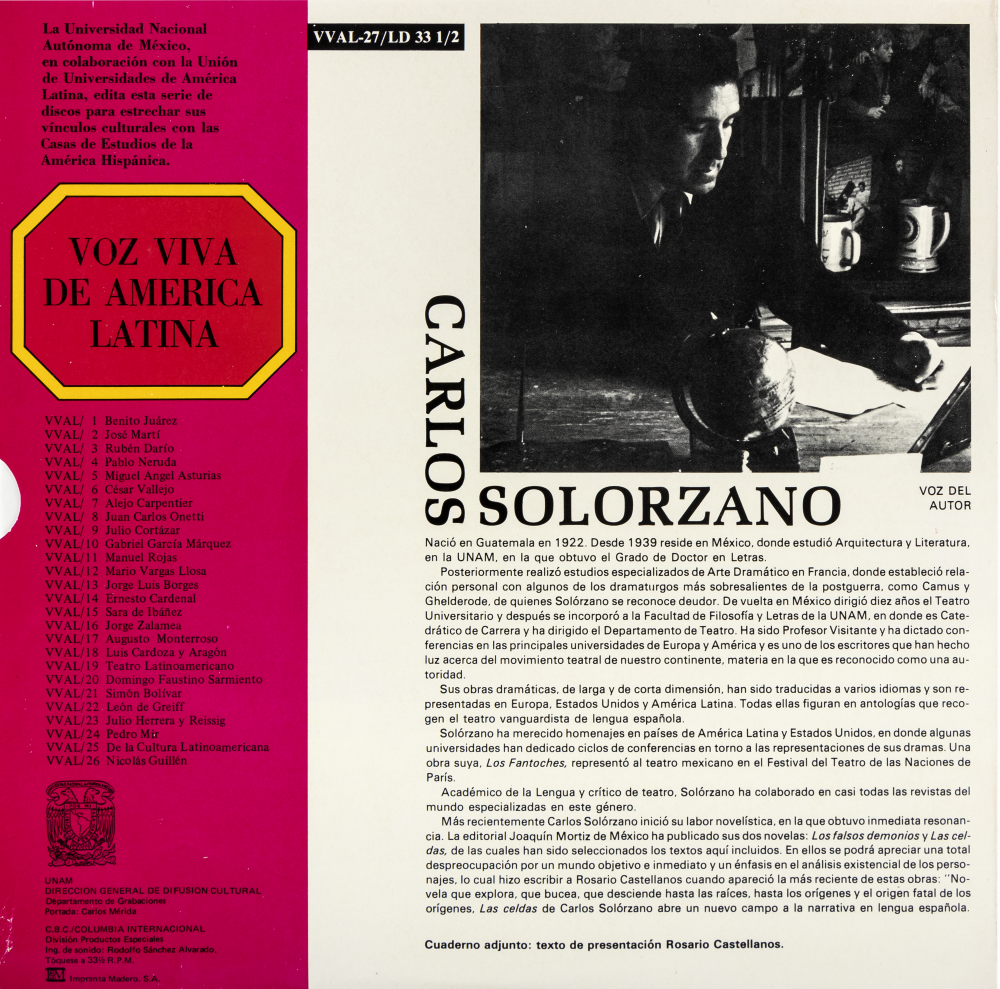 La Universidad Nacional
Autónoma de México,
en colaboración con la Unión
de Universidades de América
Latina, edita esta serie de
discos para estrechar sus
vínculos culturales con las
Casas de Estudios de la
América Hispánica.
VOZ VIVA
DE AMERICA
LATINA
VVAL/ 1 Benito Juárez
VVAL/ 2 José Martí
VVAL/ 3 Rubén Darío
VVAL/ 4 Pablo Neruda
VVAL/ 5 Miguel Angel Asturias
VVAL/ 6 César Vallejo
VVAL/ 7 Alejo Carpentier
VVAL/ 8 Juan Carlos Onetti
VVAL/ 9 Julio Cortázar
VVAL/10 Gabriel García Márquez
VVAL/11 Manuel Rojas
VVAL/12 Mario Vargas Llosa
VVAL/13 Jorge Luis Borges
VVAL/14 Ernesto Cardenal
VVAL/15 Sara de Ibáñez
VVAL/16 Jorge Zalamea
VVAL/17 Augusto Monterroso
VVAL/18 Luis Cardoza y Aragón
VVAL/19 Teatro Latinoamericano
VVAL/20 Domingo Faustino Sarmiento
VVAL/21 Simón Bolívar
VVAL/22 León de Greiff
VVAL/23 Julio Herrera y Reissig
VVAL/24 Pedro Mir
VVAL/25 De la Cultura Latinoamericana
VVAL/26 Nicolás Guillén
UNAM
DIRECCION GENERAL DE DIFUSION CULTURAL
Departamento de Grabaciones
Portada: Carlos Mérida
C.B.C./COLUMBIA INTERNACIONAL
División Productos Especiales
Ing. de sonido: Rodolfo Sánchez Alvarado.
Tóquese a 33⅓ R.P.M.
Imprenta Madero, S.A.
VVAL-27/LD 33 1/2
CARLOS
SOLORZANO
VOZ DEL
AUTOR
Nació en Guatemala en 1922. Desde 1939 reside en México, donde estudió Arquitectura y Literatura,
en la UNAM, en la que obtuvo el Grado de Doctor en Letras.
Posteriormente realizó estudios especializados de Arte Dramático en Francia, donde estableció rela-
ción personal con algunos de los dramaturgos más sobresalientes de la postguerra, como Camus y
Ghelderode, de quienes Solórzano se reconoce deudor. De vuelta en México dirigió diez años el Teatro
Universitario y después se incorporó a la Facultad de Filosofía y Letras de la UNAM, en donde es Cate-
drático de Carrera y ha dirigido el Departamento de Teatro. Ha sido Profesor Visitante y ha dictado con-
ferencias en las principales universidades de Europa y América y es uno de los escritores que han hecho
luz acerca del movimiento teatral de nuestro continente, materia en la que es reconocido como una au-
toridad.
Sus obras dramáticas, de larga y de corta dimensión, han sido traducidas a varios idiomas y son re-
presentadas en Europa, Estados Unidos y América Latina. Todas ellas figuran en antologías que reco-
gen el teatro vanguardista de lengua española.
Solórzano ha merecido homenajes en países de América Latina y Estados Unidos, en donde algunas
universidades han dedicado ciclos de conferencias en torno a las representaciones de sus dramas. Una
obra suya, Los Fantoches, representó al teatro mexicano en el Festival del Teatro de las Naciones de
París.
Académico de la Lengua y crítico de teatro, Solórzano ha colaborado en casi todas las revistas del
mundo especializadas en este género.
Más recientemente Carlos Solórzano inició su labor novelística, en la que obtuvo inmediata resonan-
cia. La editorial Joaquín Mortiz de México ha publicado sus dos novelas: Los falsos demonios y Las cel-
das, de las cuales han sido seleccionados los textos aquí incluidos. En ellos se podrá apreciar una total
despreocupación por un mundo objetivo e inmediato y un énfasis en el análisis existencial de los perso-
najes, lo cual hizo escribir a Rosario Castellanos cuando apareció la más reciente de estas obras: "No-
vela que explora, que bucea, que desciende hasta las raíces, hasta los orígenes y el origen fatal de los
orígenes, Las celdas de Carlos Solórzano abre un nuevo campo a la narrativa en lengua española.
Cuaderno adjunto: texto de presentación Rosario Castellanos.